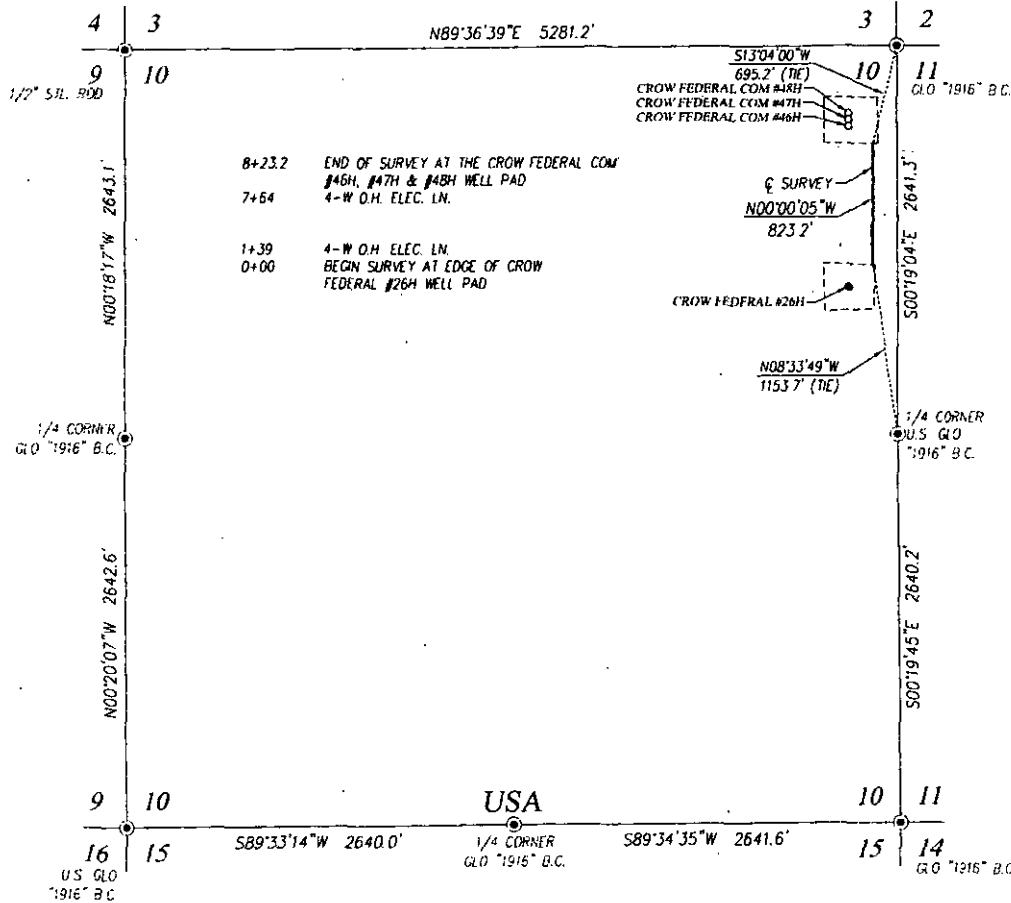 4 3
N89°36'39"E 5281.2'
3 2
9 10
1/2" STL. ROD
S13°04'00"W
695.2' (TIE)
10 11
GLO "1916" B.C.
CROW FEDERAL COM #48H
CROW FEDERAL COM #47H
CROW FEDERAL COM #46H
8+23.2 END OF SURVEY AT THE CROW FEDERAL COM
#46H, #47H & #48H WELL PAD
7+64 4-W O.H. ELEC. LN.
1+39 4-W O.H. ELEC. LN.
0+00 BEGIN SURVEY AT EDGE OF CROW
FEDERAL #26H WELL PAD
N00°18'17"W 2643.1'
℄ SURVEY
N00°00'05"W
823.2'
S00°19'04"E 2641.3'
CROW FEDFRAL #26H
N08°33'49"W
1153.7' (TIE)
1/4 CORNER
GLO "1916" B.C.
1/4 CORNER
U.S. GLO
"1916" B.C.
N00°20'07"W 2642.6'
S00°19'45"E 2640.2'
9 10
USA
10 11
S89°33'14"W 2640.0'
1/4 CORNER
GLO "1916" B.C.
S89°34'35"W 2641.6'
16 15
U.S. GLO
"1916" B.C
15 14
GLO "1916" B.C.